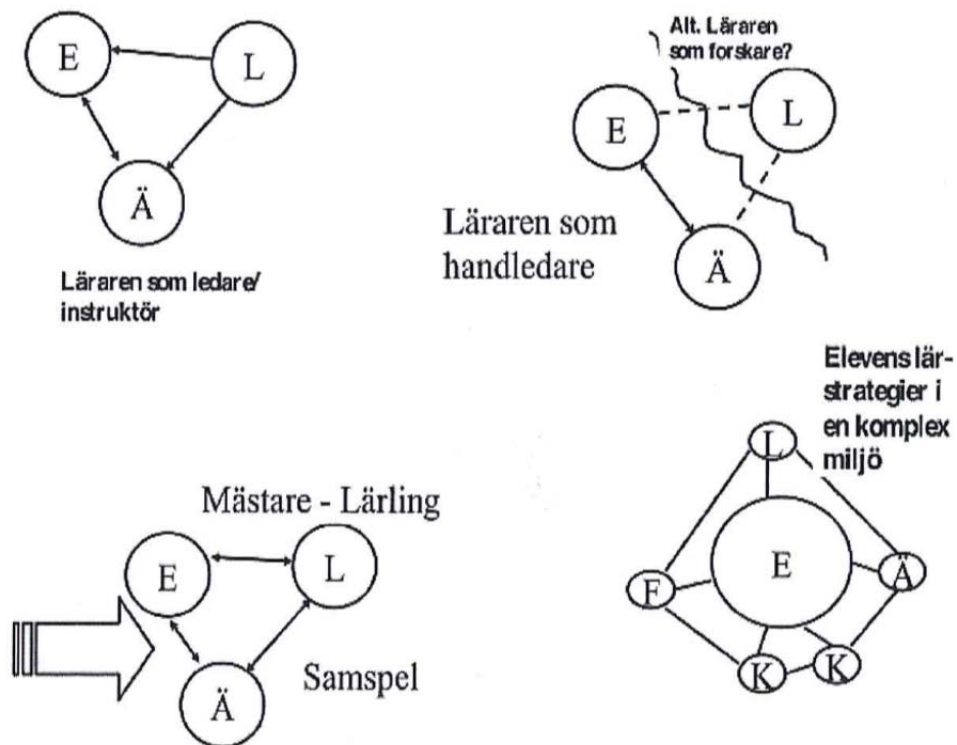 E
L
Ä
Läraren som ledare/
instruktör
Alt. Läraren
som forskare?
E
L
Ä
Läraren som
handledare
Mästare - Lärling
E
L
Ä
Samspel
Elevens lär-
strategier i
en komplex
miljö
L
E
F
Ä
K
K